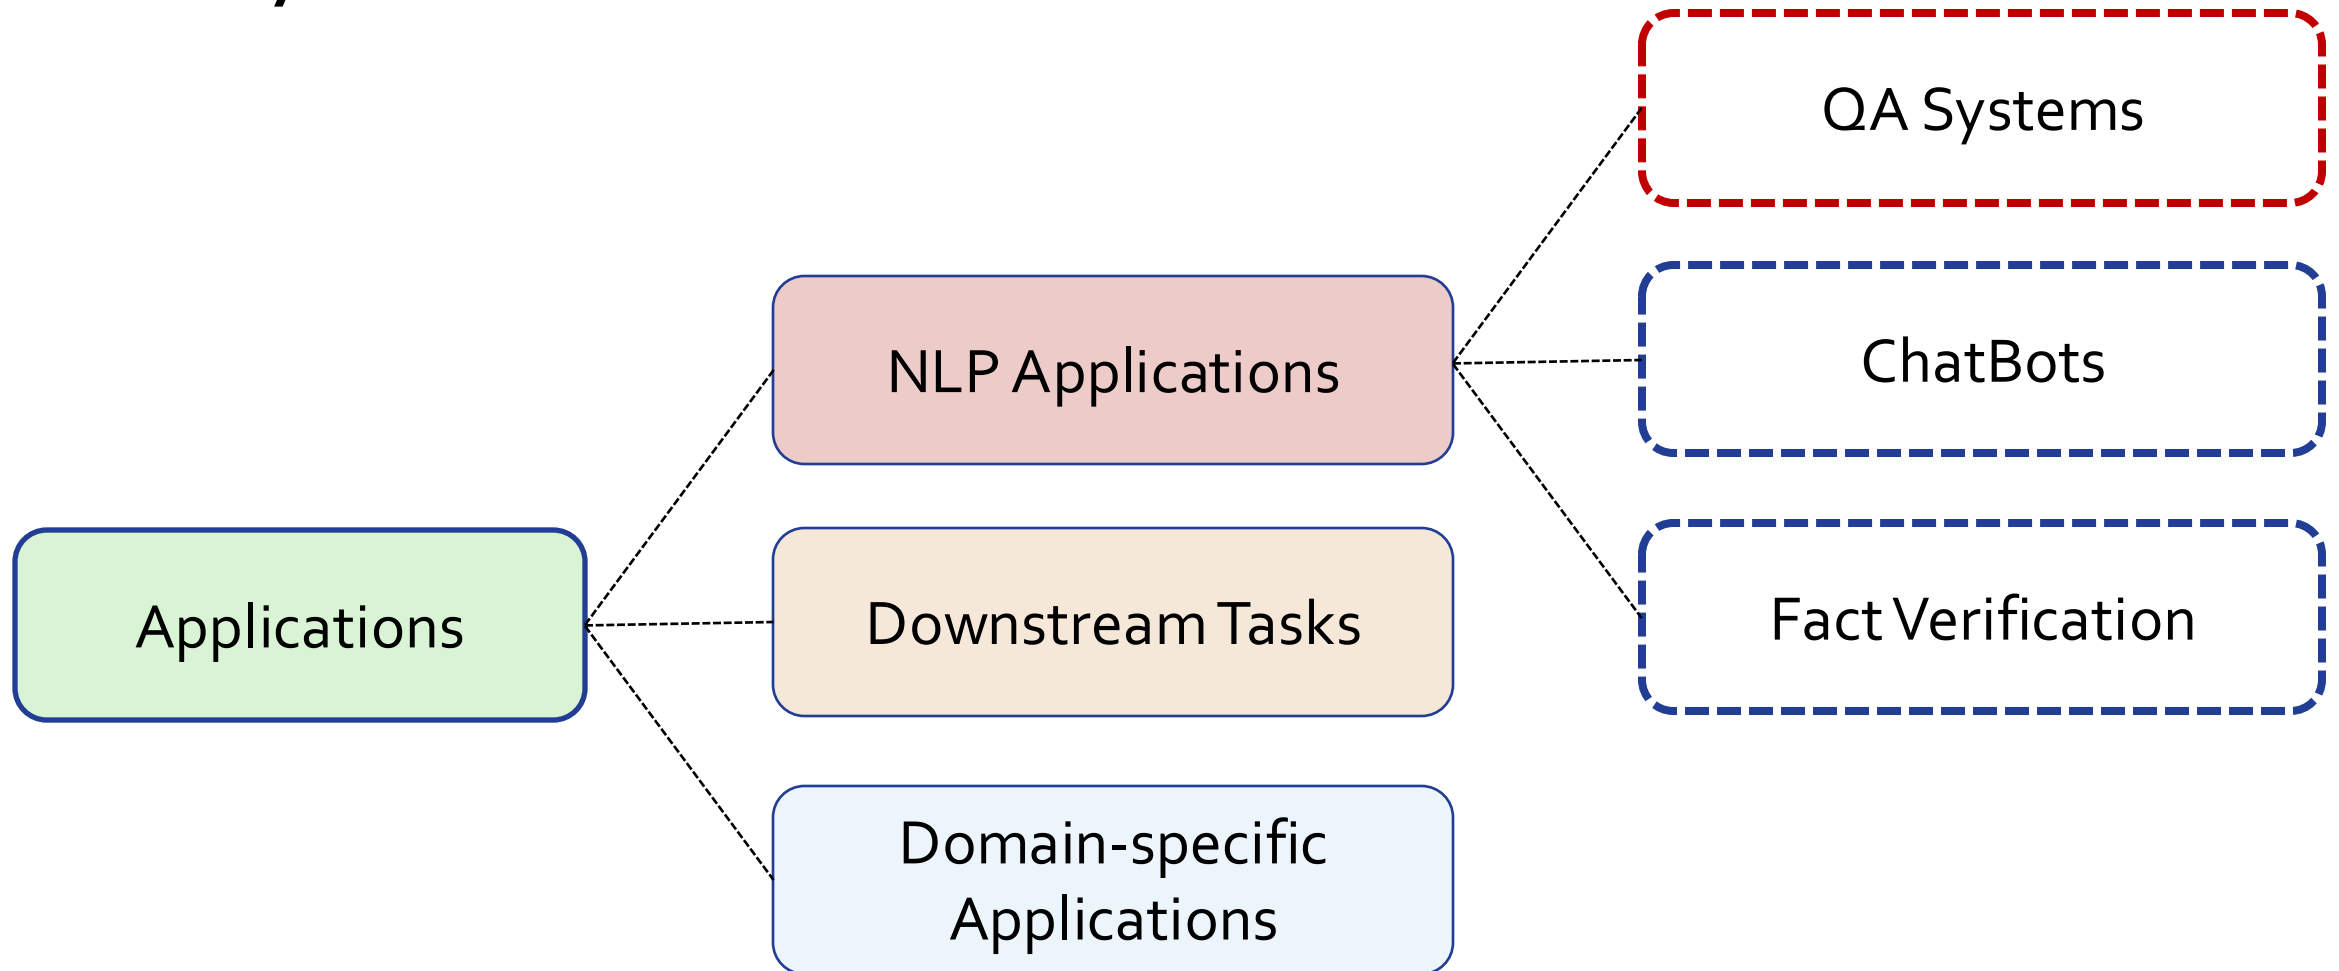 QA Systems
NLP Applications
ChatBots
Applications
Downstream Tasks
Fact Verification
Domain-specific
Applications